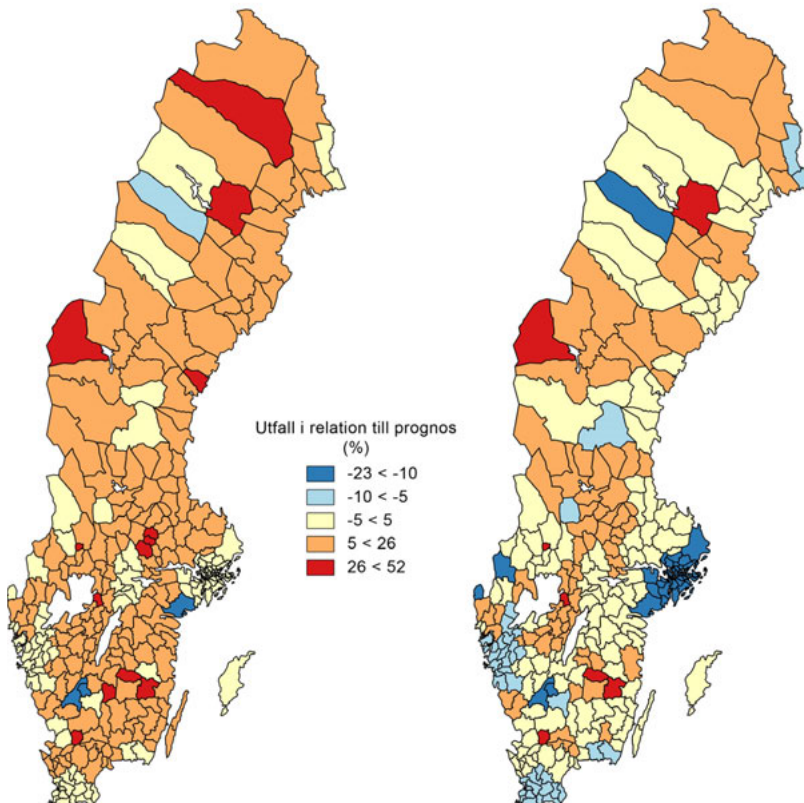 Utfall i relation till prognos
(%)
-23 < -10
-10 < -5
-5 < 5
5 < 26
26 < 52